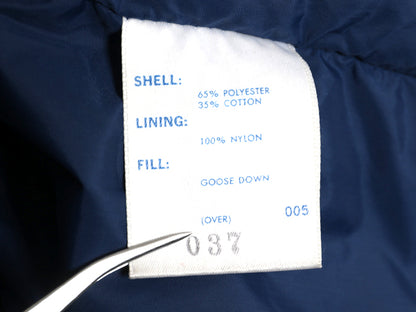 SHELL:
65% POLYESTER
35% COTTON
LINING:
100% NYLON
FILL:
GOOSE DOWN
(OVER) 005
037